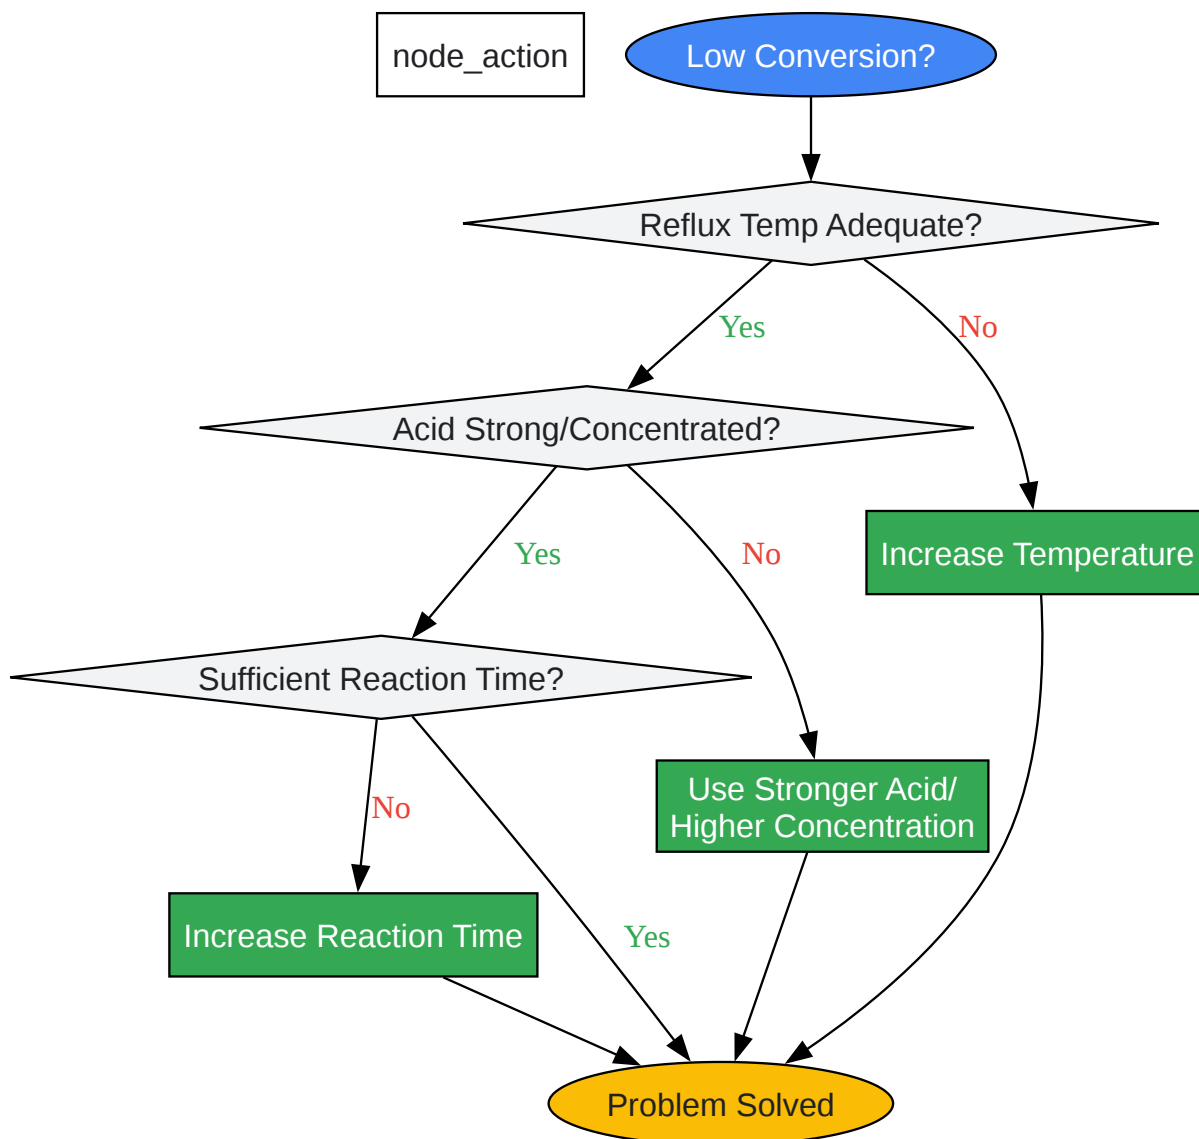 node_action
Low Conversion?
Reflux Temp Adequate?
Yes
No
Acid Strong/Concentrated?
Yes
No
Increase Temperature
Sufficient Reaction Time?
No
Use Stronger Acid/
Higher Concentration
Increase Reaction Time
Yes
Problem Solved